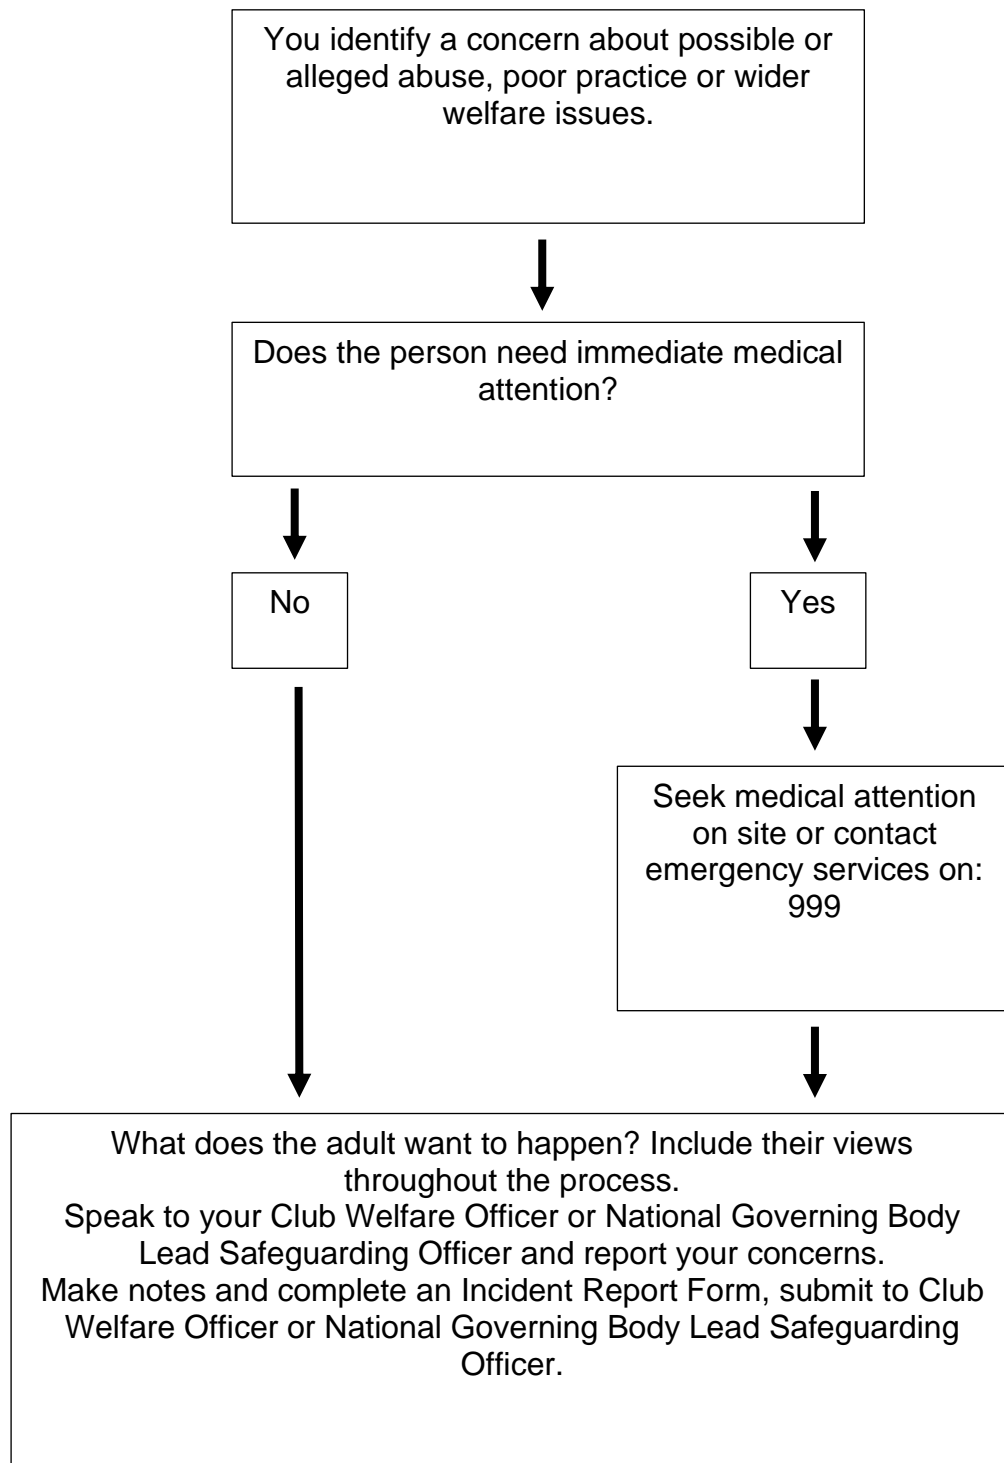 You identify a concern about possible or
alleged abuse, poor practice or wider
welfare issues.
Does the person need immediate medical
attention?
No
Yes
Seek medical attention
on site or contact
emergency services on:
999
What does the adult want to happen? Include their views
throughout the process.
Speak to your Club Welfare Officer or National Governing Body
Lead Safeguarding Officer and report your concerns.
Make notes and complete an Incident Report Form, submit to Club
Welfare Officer or National Governing Body Lead Safeguarding
Officer.